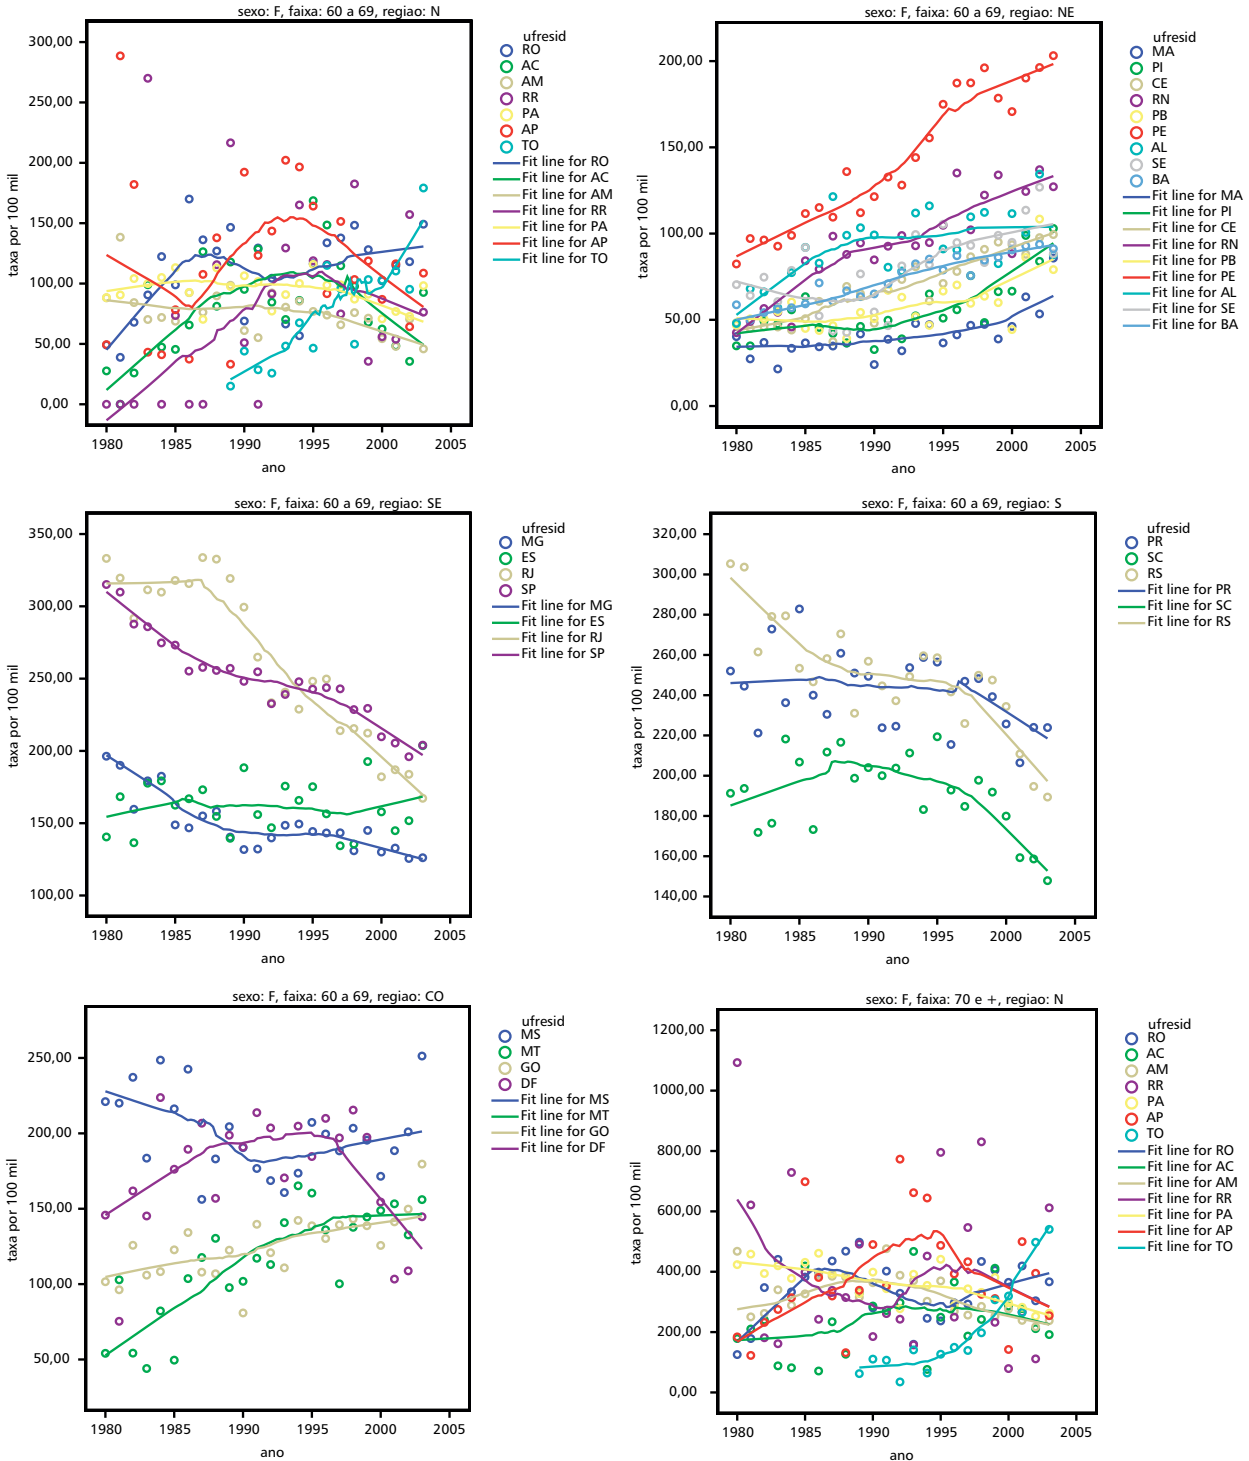 sexo: F, faixa: 60 a 69, regiao: N
300,00
250,00
200,00
150,00
100,00
50,00
0,00
taxa por 100 mil
1980 1985 1990 1995 2000 2005
ano
ufresid
RO
AC
AM
RR
PA
AP
TO
Fit line for RO
Fit line for AC
Fit line for AM
Fit line for RR
Fit line for PA
Fit line for AP
Fit line for TO
sexo: F, faixa: 60 a 69, regiao: NE
200,00
150,00
100,00
50,00
0,00
taxa por 100 mil
1980 1985 1990 1995 2000 2005
ano
ufresid
MA
PI
CE
RN
PB
PE
AL
SE
BA
Fit line for MA
Fit line for PI
Fit line for CE
Fit line for RN
Fit line for PB
Fit line for PE
Fit line for AL
Fit line for SE
Fit line for BA
sexo: F, faixa: 60 a 69, regiao: SE
350,00
300,00
250,00
200,00
150,00
100,00
taxa por 100 mil
1980 1985 1990 1995 2000 2005
ano
ufresid
MG
ES
RJ
SP
Fit line for MG
Fit line for ES
Fit line for RJ
Fit line for SP
sexo: F, faixa: 60 a 69, regiao: S
320,00
300,00
280,00
260,00
240,00
220,00
200,00
180,00
160,00
140,00
taxa por 100 mil
1980 1985 1990 1995 2000 2005
ano
ufresid
PR
SC
RS
Fit line for PR
Fit line for SC
Fit line for RS
sexo: F, faixa: 60 a 69, regiao: CO
250,00
200,00
150,00
100,00
50,00
taxa por 100 mil
1980 1985 1990 1995 2000 2005
ano
ufresid
MS
MT
GO
DF
Fit line for MS
Fit line for MT
Fit line for GO
Fit line for DF
sexo: F, faixa: 70 e +, regiao: N
1200,00
1000,00
800,00
600,00
400,00
200,00
0,00
taxa por 100 mil
1980 1985 1990 1995 2000 2005
ano
ufresid
RO
AC
AM
RR
PA
AP
TO
Fit line for RO
Fit line for AC
Fit line for AM
Fit line for RR
Fit line for PA
Fit line for AP
Fit line for TO